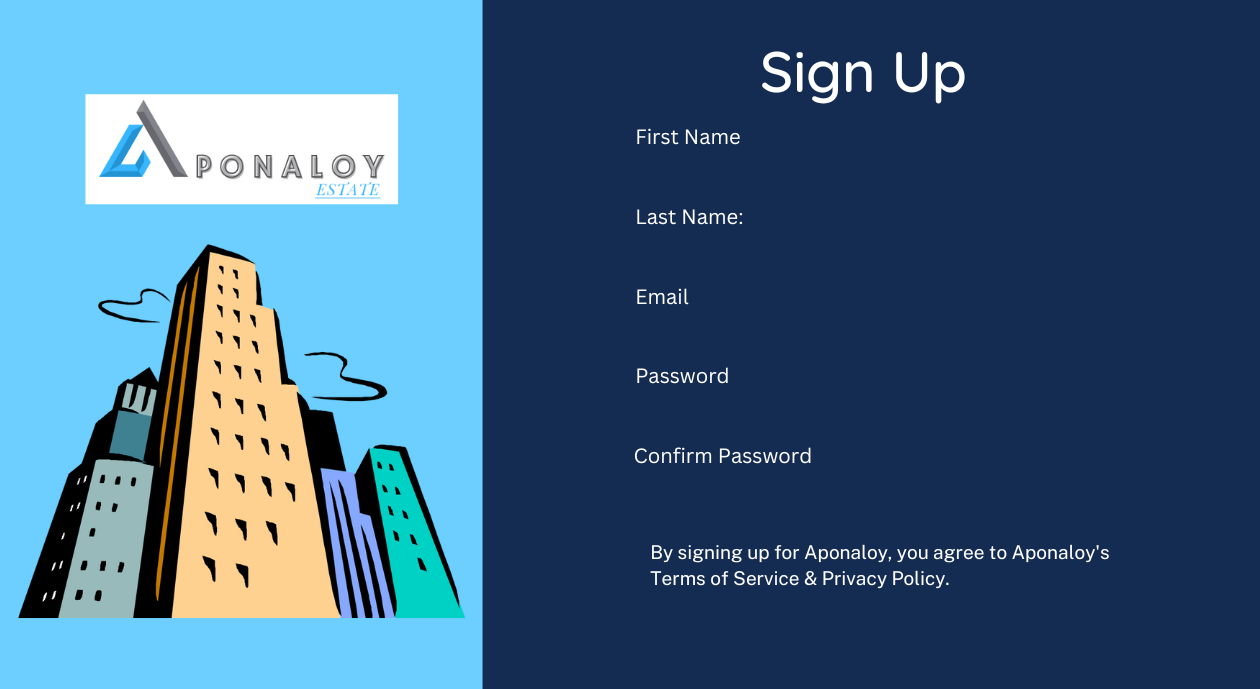 APONALOY
ESTATE
Sign Up
First Name
Last Name:
Email
Password
Confirm Password
By signing up for Aponaloy, you agree to Aponaloy's
Terms of Service & Privacy Policy.